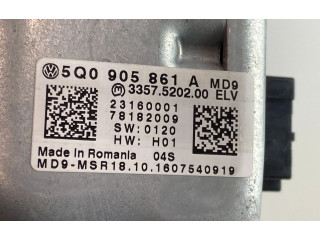 5Q0 905 861 A MD9
3357.5202.00 ELV
23160001
78182009
SW: 0120
HW: H01
Made in Romania 04S
MD9-MSR18.10.1607540919